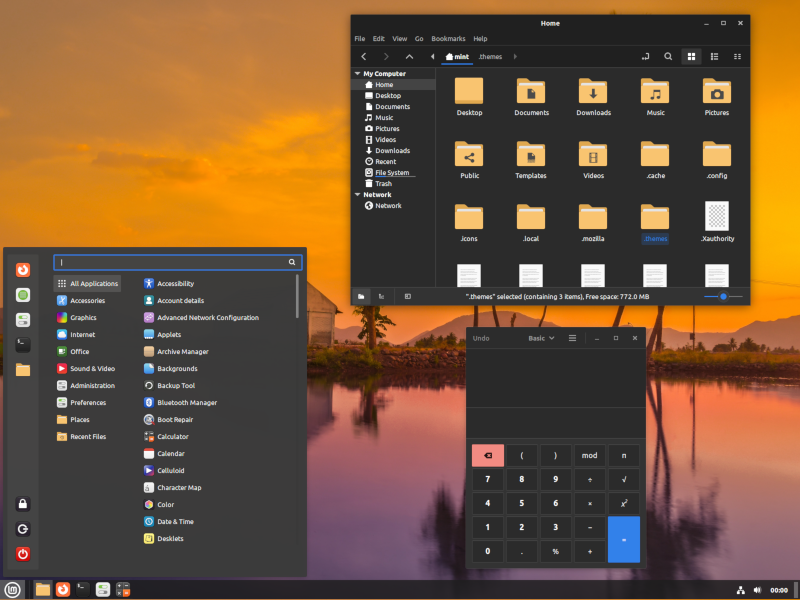 Home
File Edit View Go Bookmarks Help
mint .themes
My Computer
Home
Desktop
Documents
Music
Pictures
Videos
Downloads
Recent
File System
Trash
Network
Network
Desktop Documents Downloads Music Pictures
Public Templates Videos .cache .config
.icons .local .mozilla .themes .Xauthority
".themes" selected (containing 3 items), Free space: 772.0 MB
All Applications
Accessories
Graphics
Internet
Office
Sound & Video
Administration
Preferences
Places
Recent Files
Accessibility
Account details
Advanced Network Configuration
Applets
Archive Manager
Backgrounds
Backup Tool
Bluetooth Manager
Boot Repair
Calculator
Calendar
Celluloid
Character Map
Color
Date & Time
Desklets
Undo Basic
( ) mod π
7 8 9 ÷ √
4 5 6 × x²
1 2 3 − =
0 . % +
00:00